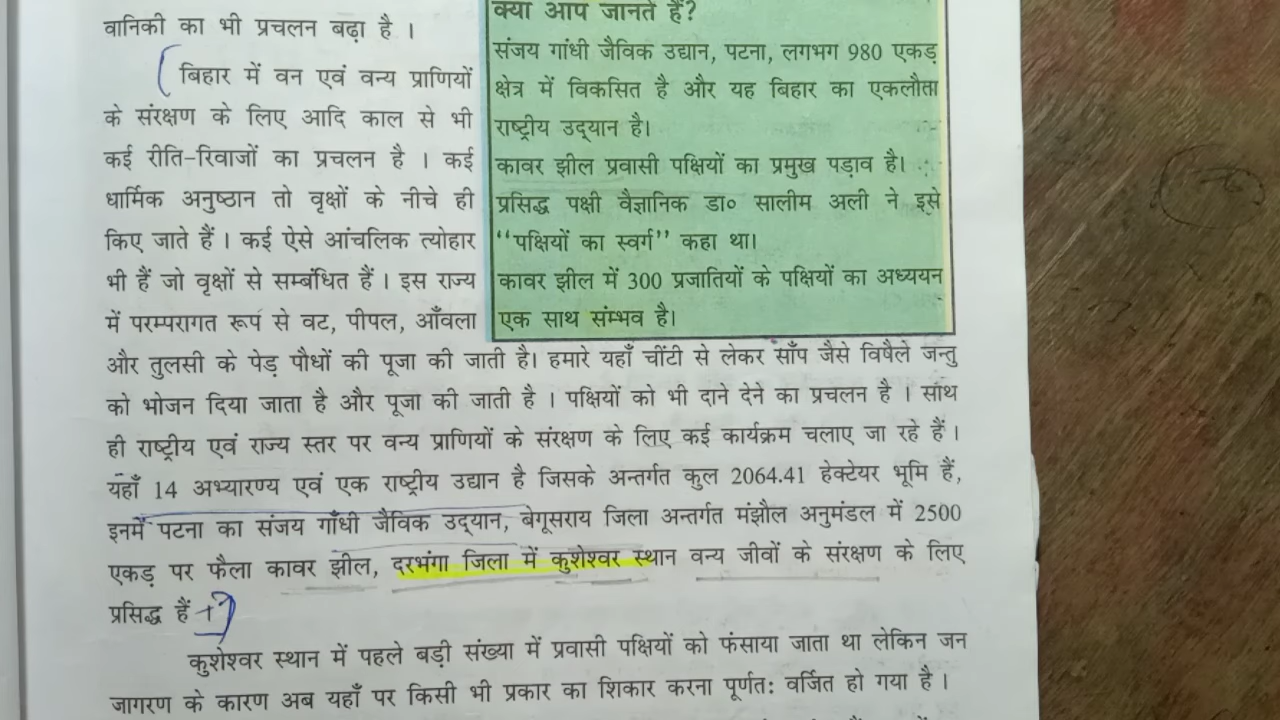 वानिकी का भी प्रचलन बढ़ा है ।
बिहार में वन एवं वन्य प्राणियों
के संरक्षण के लिए आदि काल से भी
कई रीति-रिवाजों का प्रचलन है । कई
धार्मिक अनुष्ठान तो वृक्षों के नीचे ही
किए जाते हैं । कई ऐसे आंचलिक त्योहार
भी हैं जो वृक्षों से सम्बंधित हैं । इस राज्य
में परम्परागत रूप से वट, पीपल, आँवला
क्या आप जानते हैं?
संजय गांधी जैविक उद्यान, पटना, लगभग 980 एकड़
क्षेत्र में विकसित है और यह बिहार का एकलौता
राष्ट्रीय उद्‌यान है।
कावर झील प्रवासी पक्षियों का प्रमुख पड़ाव है।
प्रसिद्ध पक्षी वैज्ञानिक डा० सालीम अली ने इसे
“पक्षियों का स्वर्ग” कहा था।
कावर झील में 300 प्रजातियों के पक्षियों का अध्ययन
एक साथ संम्भव है।
और तुलसी के पेड़ पौधों की पूजा की जाती है। हमारे यहाँ चींटी से लेकर साँप जैसे विषैले जन्तु
को भोजन दिया जाता है और पूजा की जाती है । पक्षियों को भी दाने देने का प्रचलन है । साथ
ही राष्ट्रीय एवं राज्य स्तर पर वन्य प्राणियों के संरक्षण के लिए कई कार्यक्रम चलाए जा रहे हैं ।
यहाँ 14 अभ्यारण्य एवं एक राष्ट्रीय उद्यान है जिसके अन्तर्गत कुल 2064.41 हेक्टेयर भूमि हैं,
इनमें पटना का संजय गाँधी जैविक उद्‌यान, बेगूसराय जिला अन्तर्गत मंझौल अनुमंडल में 2500
एकड़ पर फैला कावर झील, दरभंगा जिला में कुशेश्वर स्थान वन्य जीवों के संरक्षण के लिए
प्रसिद्ध हैं
कुशेश्वर स्थान में पहले बड़ी संख्या में प्रवासी पक्षियों को फंसाया जाता था लेकिन जन
जागरण के कारण अब यहाँ पर किसी भी प्रकार का शिकार करना पूर्णत: वर्जित हो गया है ।